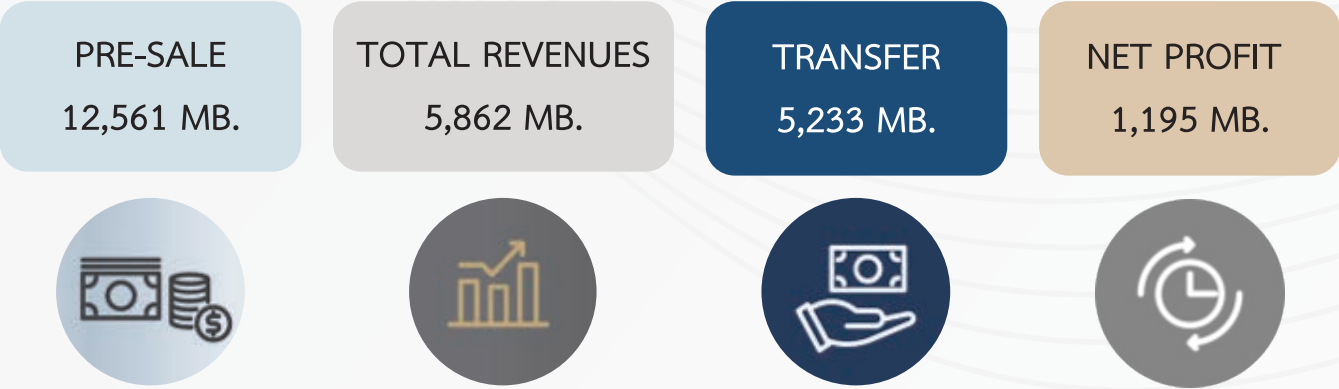 PRE-SALE
12,561 MB.
TOTAL REVENUES
5,862 MB.
TRANSFER
5,233 MB.
NET PROFIT
1,195 MB.
$